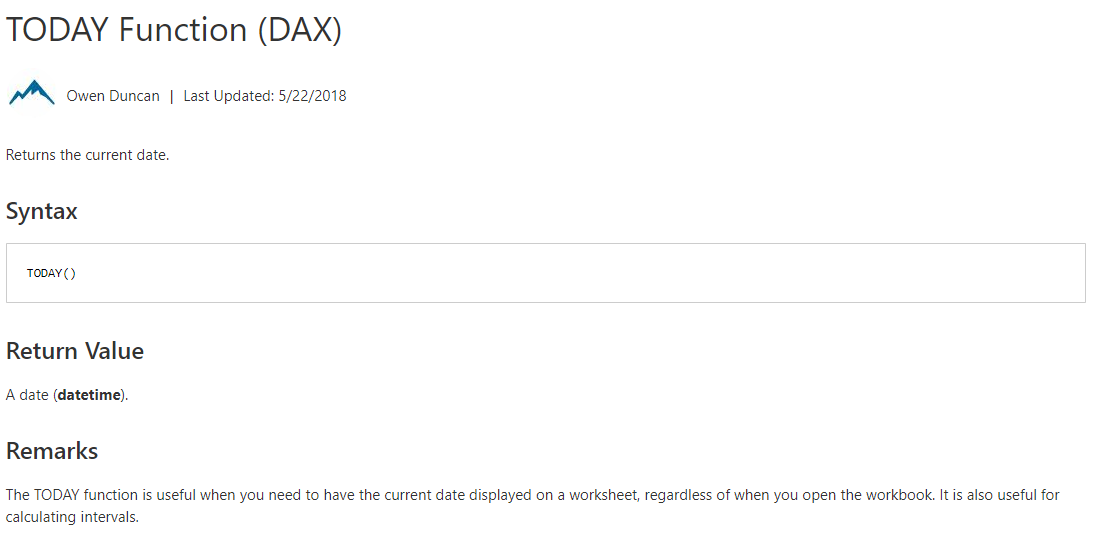 TODAY Function (DAX)
Owen Duncan | Last Updated: 5/22/2018
Returns the current date.
Syntax
TODAY()
Return Value
A date (datetime).
Remarks
The TODAY function is useful when you need to have the current date displayed on a worksheet, regardless of when you open the workbook. It is also useful for
calculating intervals.